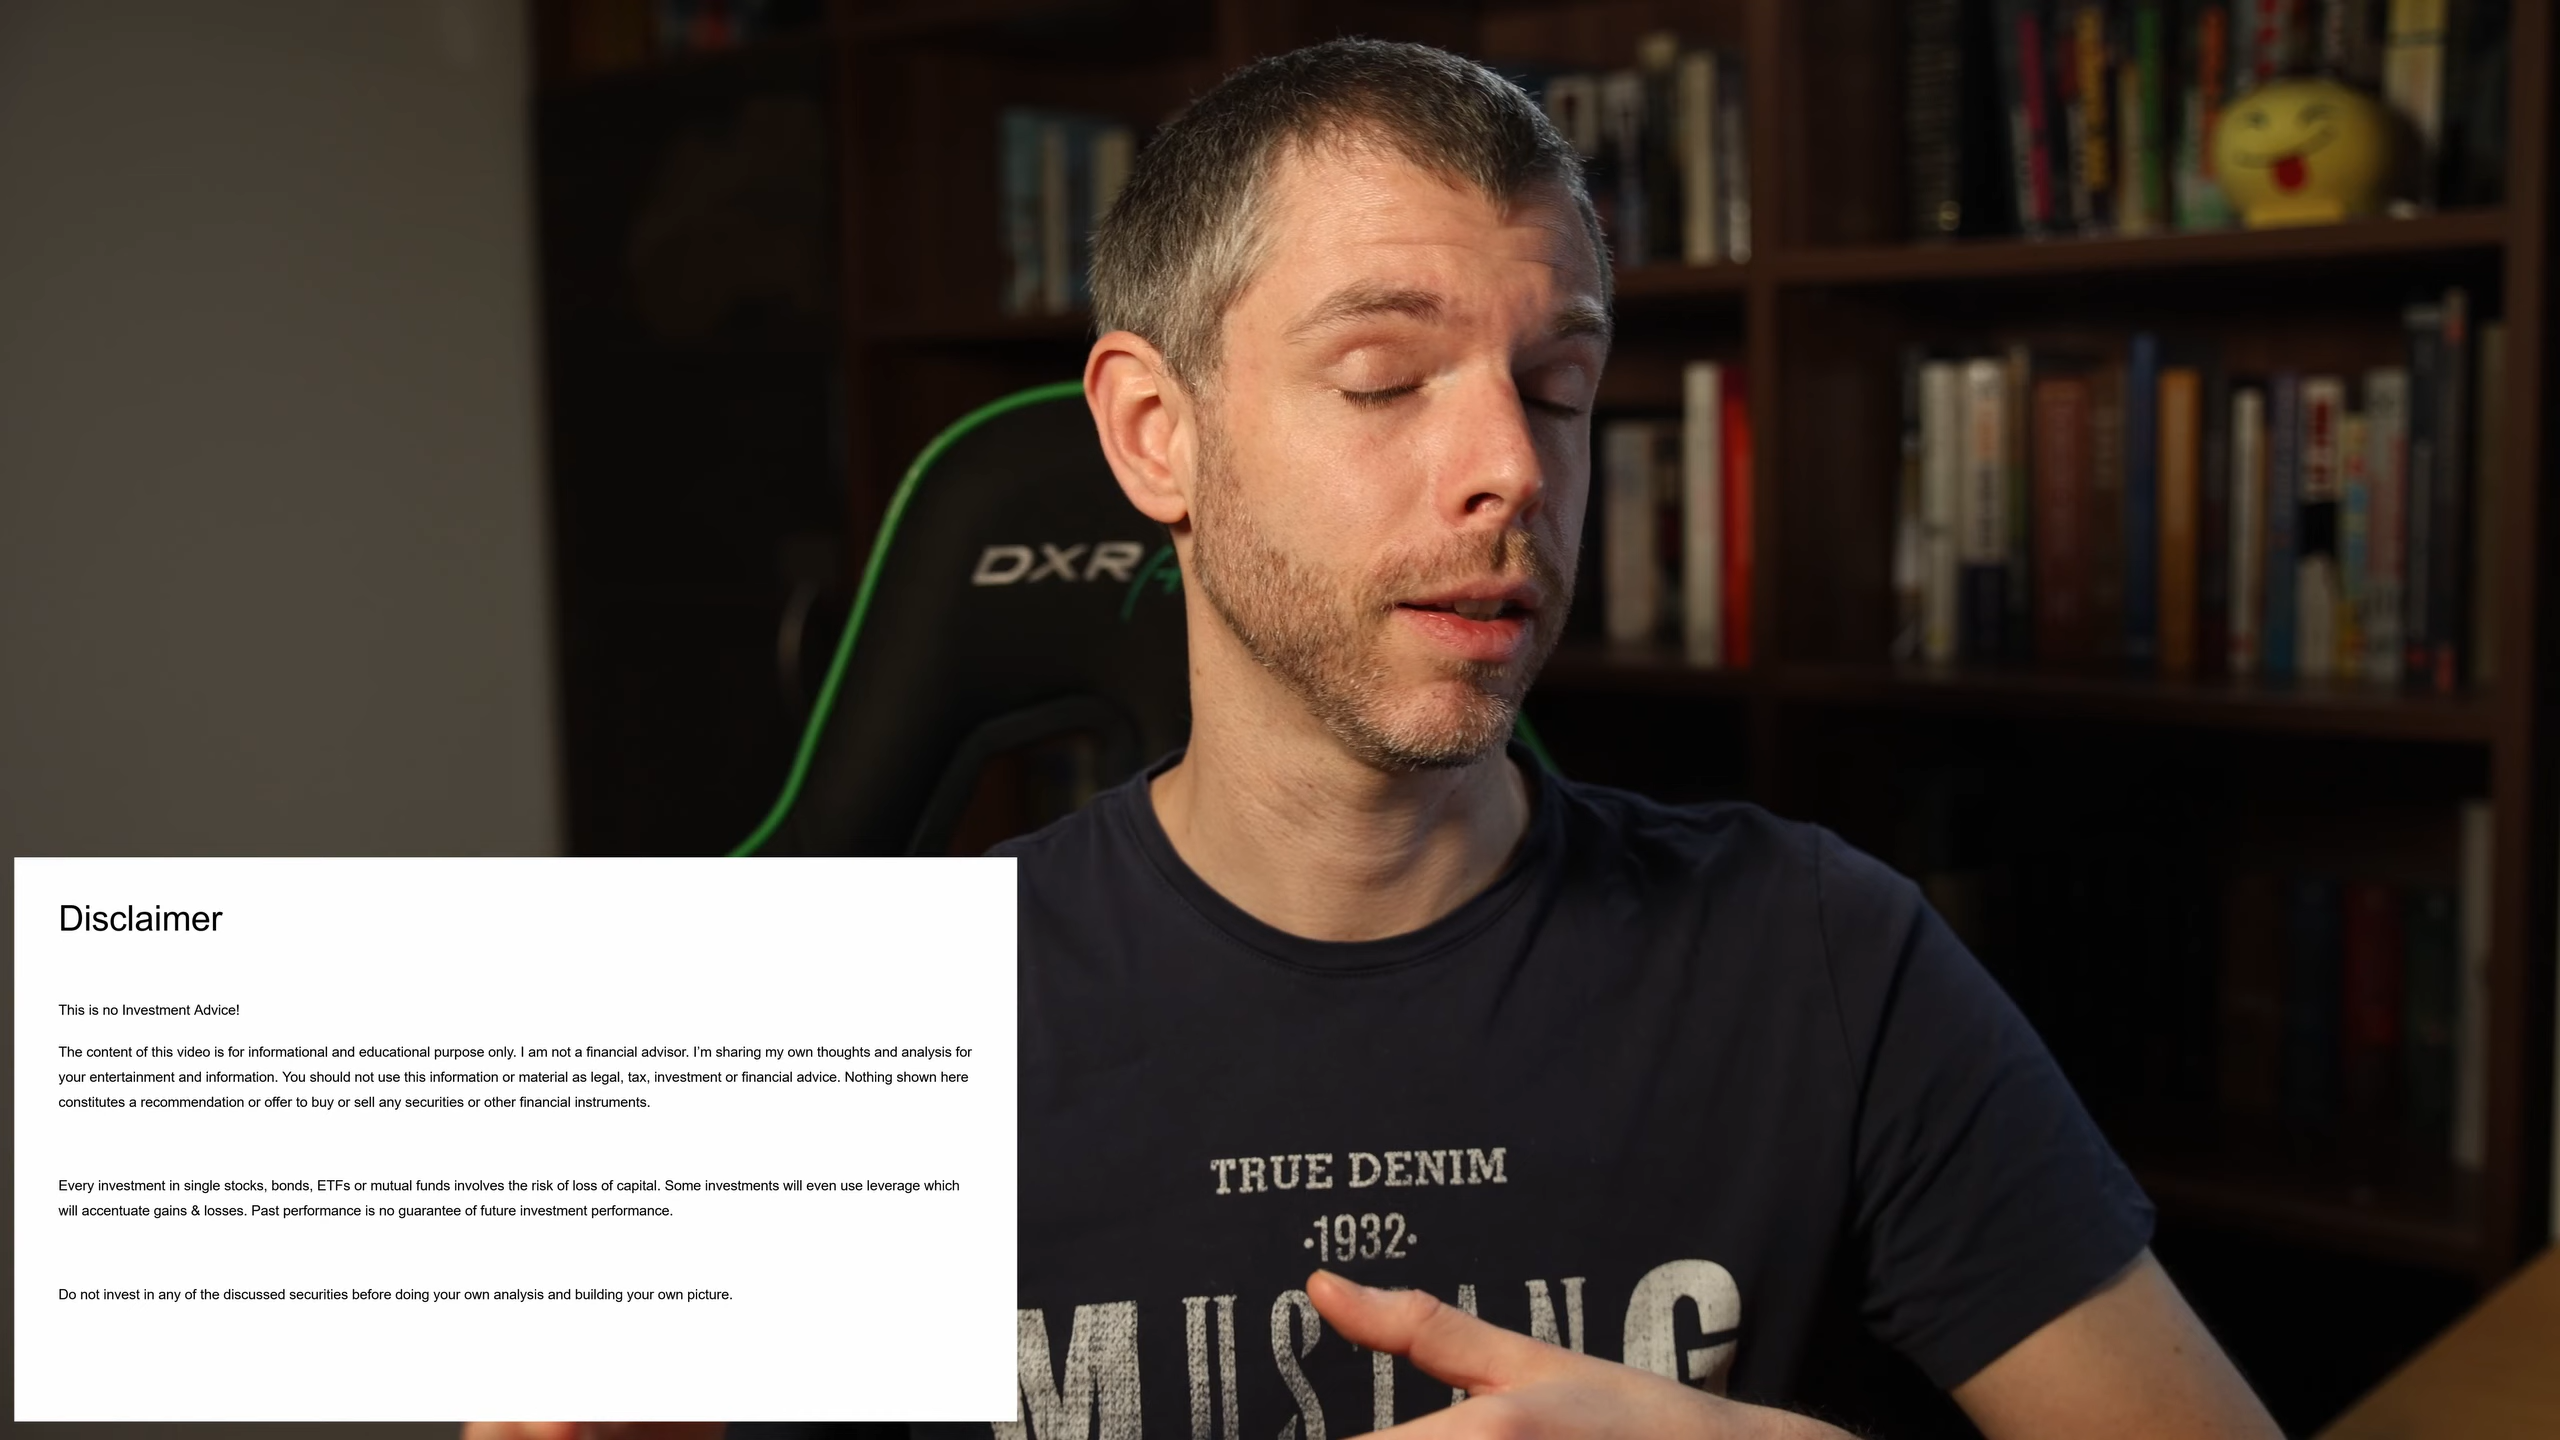 DXR
Disclaimer
This is no Investment Advice!
The content of this video is for informational and educational purpose only. I am not a financial advisor. I'm sharing my own thoughts and analysis for
your entertainment and information. You should not use this information or material as legal, tax, investment or financial advice. Nothing shown here
constitutes a recommendation or offer to buy or sell any securities or other financial instruments.
Every investment in single stocks, bonds, ETFs or mutual funds involves the risk of loss of capital. Some investments will even use leverage which
will accentuate gains & losses. Past performance is no guarantee of future investment performance.
Do not invest in any of the discussed securities before doing your own analysis and building your own picture.
TRUE DENIM
·1932·
MUSTANG